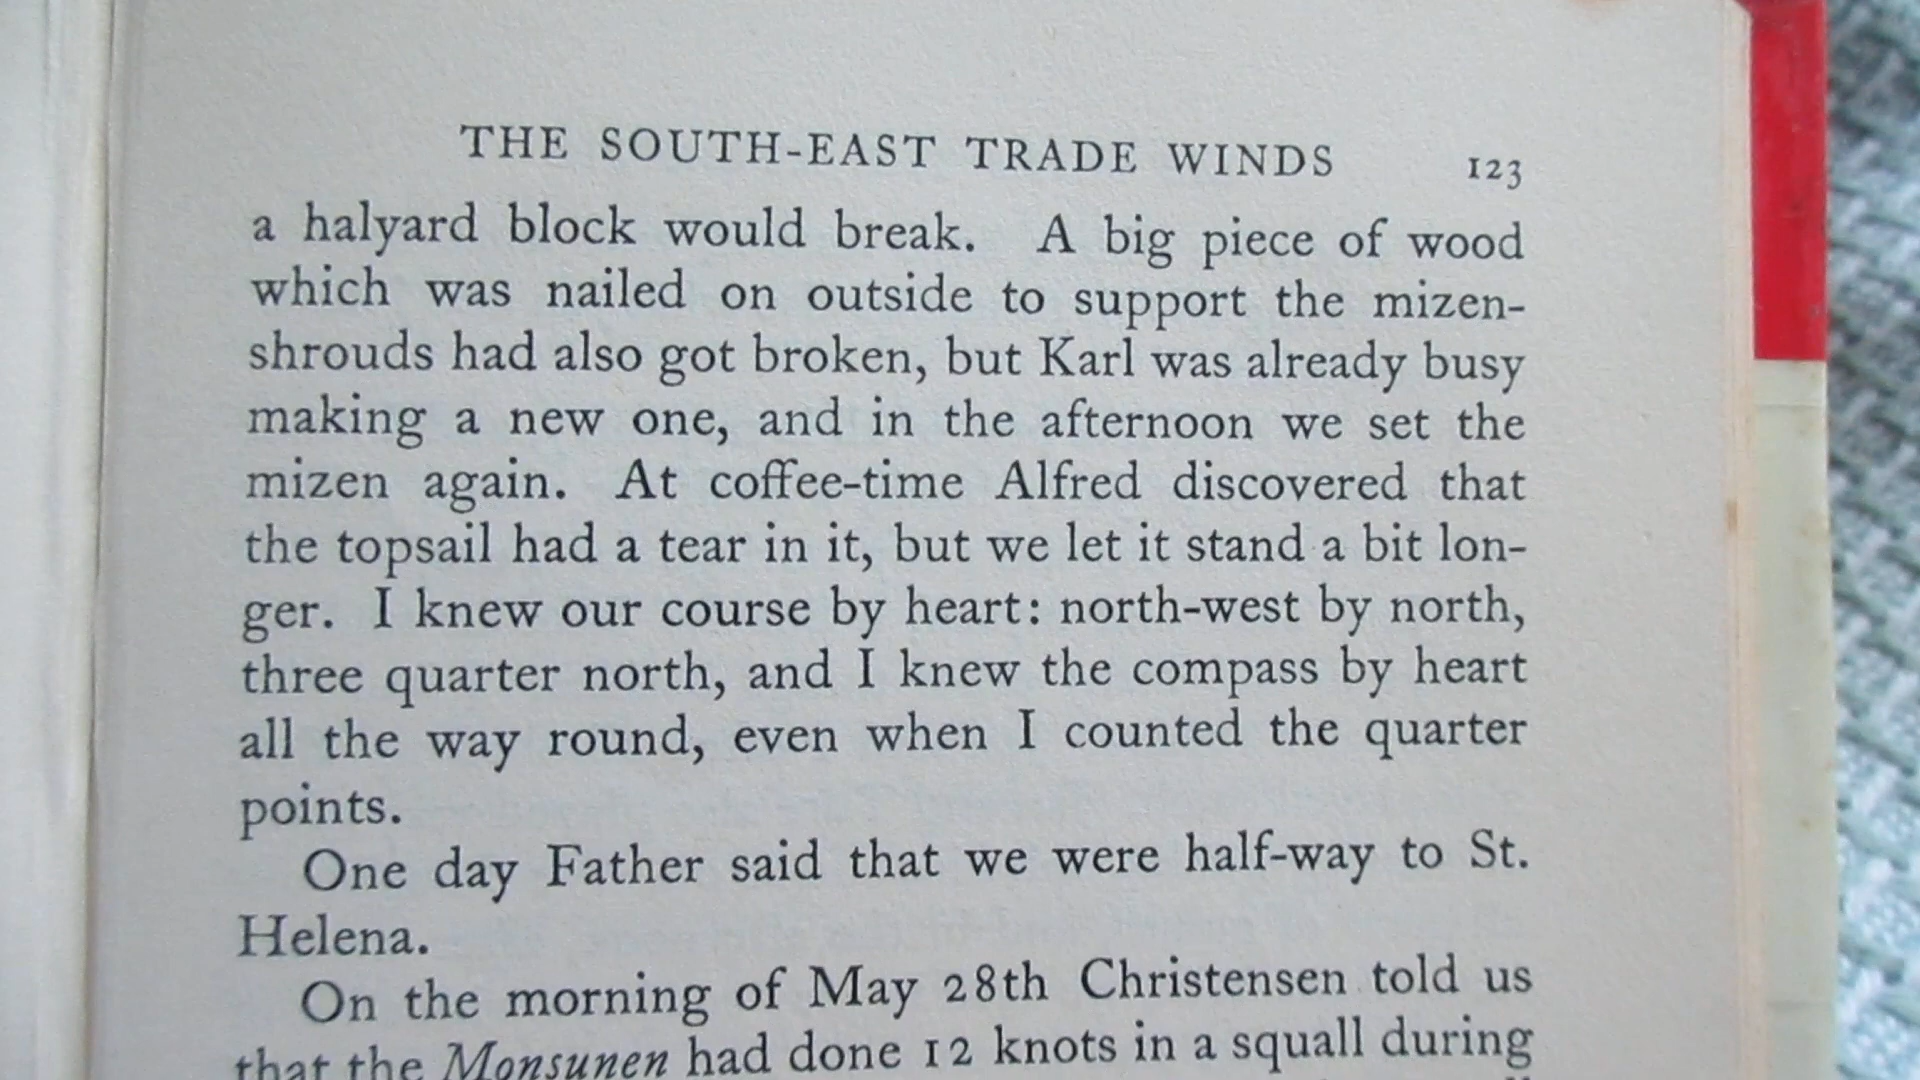 THE SOUTH-EAST TRADE WINDS 123
a halyard block would break. A big piece of wood
which was nailed on outside to support the mizen-
shrouds had also got broken, but Karl was already busy
making a new one, and in the afternoon we set the
mizen again. At coffee-time Alfred discovered that
the topsail had a tear in it, but we let it stand a bit lon-
ger. I knew our course by heart: north-west by north,
three quarter north, and I knew the compass by heart
all the way round, even when I counted the quarter
points.
One day Father said that we were half-way to St.
Helena.
On the morning of May 28th Christensen told us
that the Monsunen had done 12 knots in a squall during